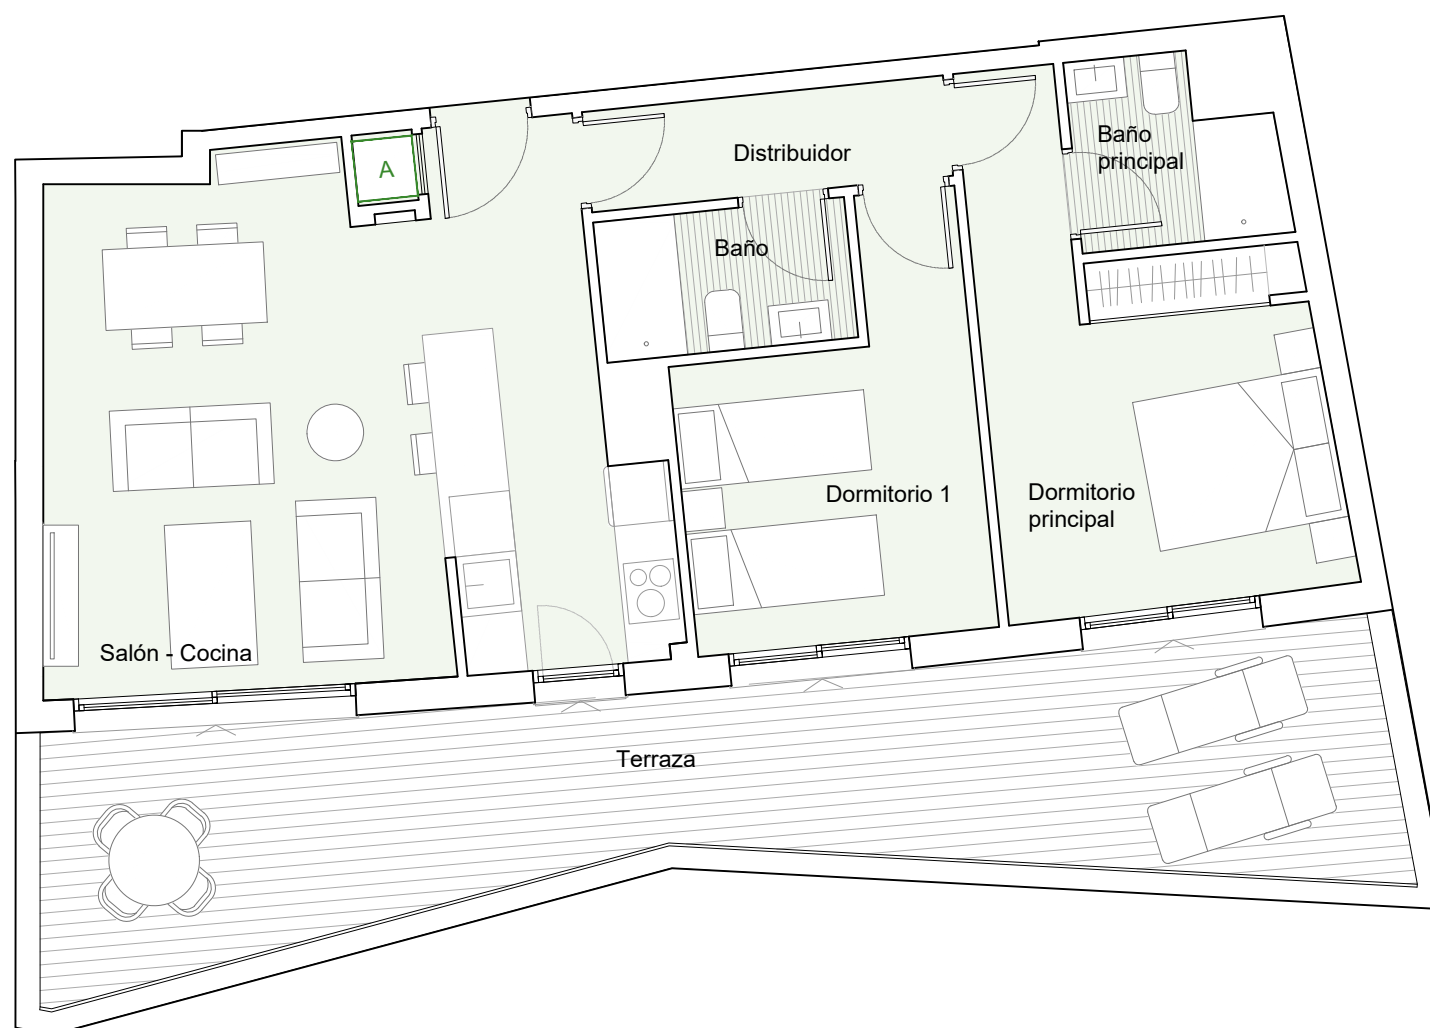 Baño
principal
Distribuidor
A
Baño
Dormitorio 1
Dormitorio
principal
Salón - Cocina
Terraza